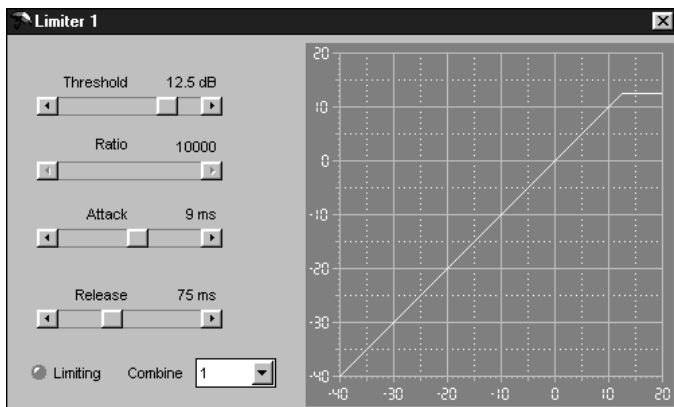 Limiter 1
Threshold 12.5 dB
Ratio 10000
Attack 9 ms
Release 75 ms
Limiting Combine 1
20
10
0
-10
-20
-30
-40
-40 -30 -20 -10 0 10 20